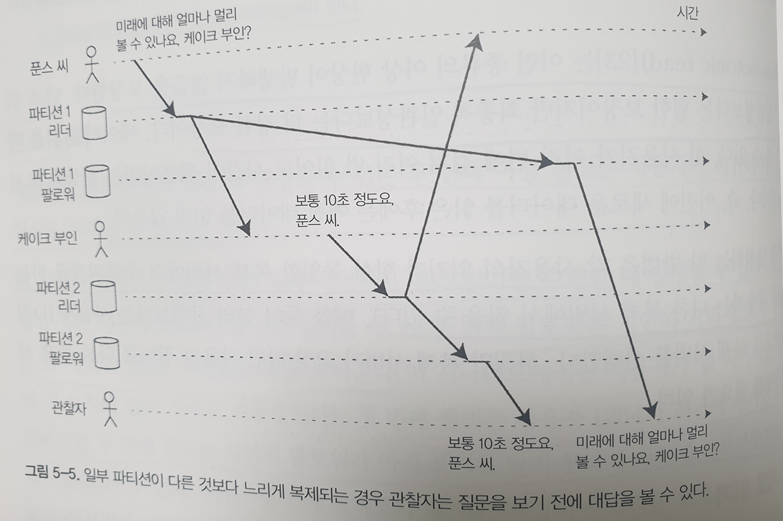 미래에 대해 얼마나 멀리
볼 수 있나요, 케이크 부인?
시간
푼스 씨
파티션 1
리더
파티션 1
팔로워
보통 10초 정도요,
푼스 씨.
케이크 부인
파티션 2
리더
파티션 2
팔로워
관찰자
보통 10초 정도요,
푼스 씨.
미래에 대해 얼마나 멀리
볼 수 있나요, 케이크 부인?
그림 5-5. 일부 파티션이 다른 것보다 느리게 복제되는 경우 관찰자는 질문을 보기 전에 대답을 볼 수 있다.